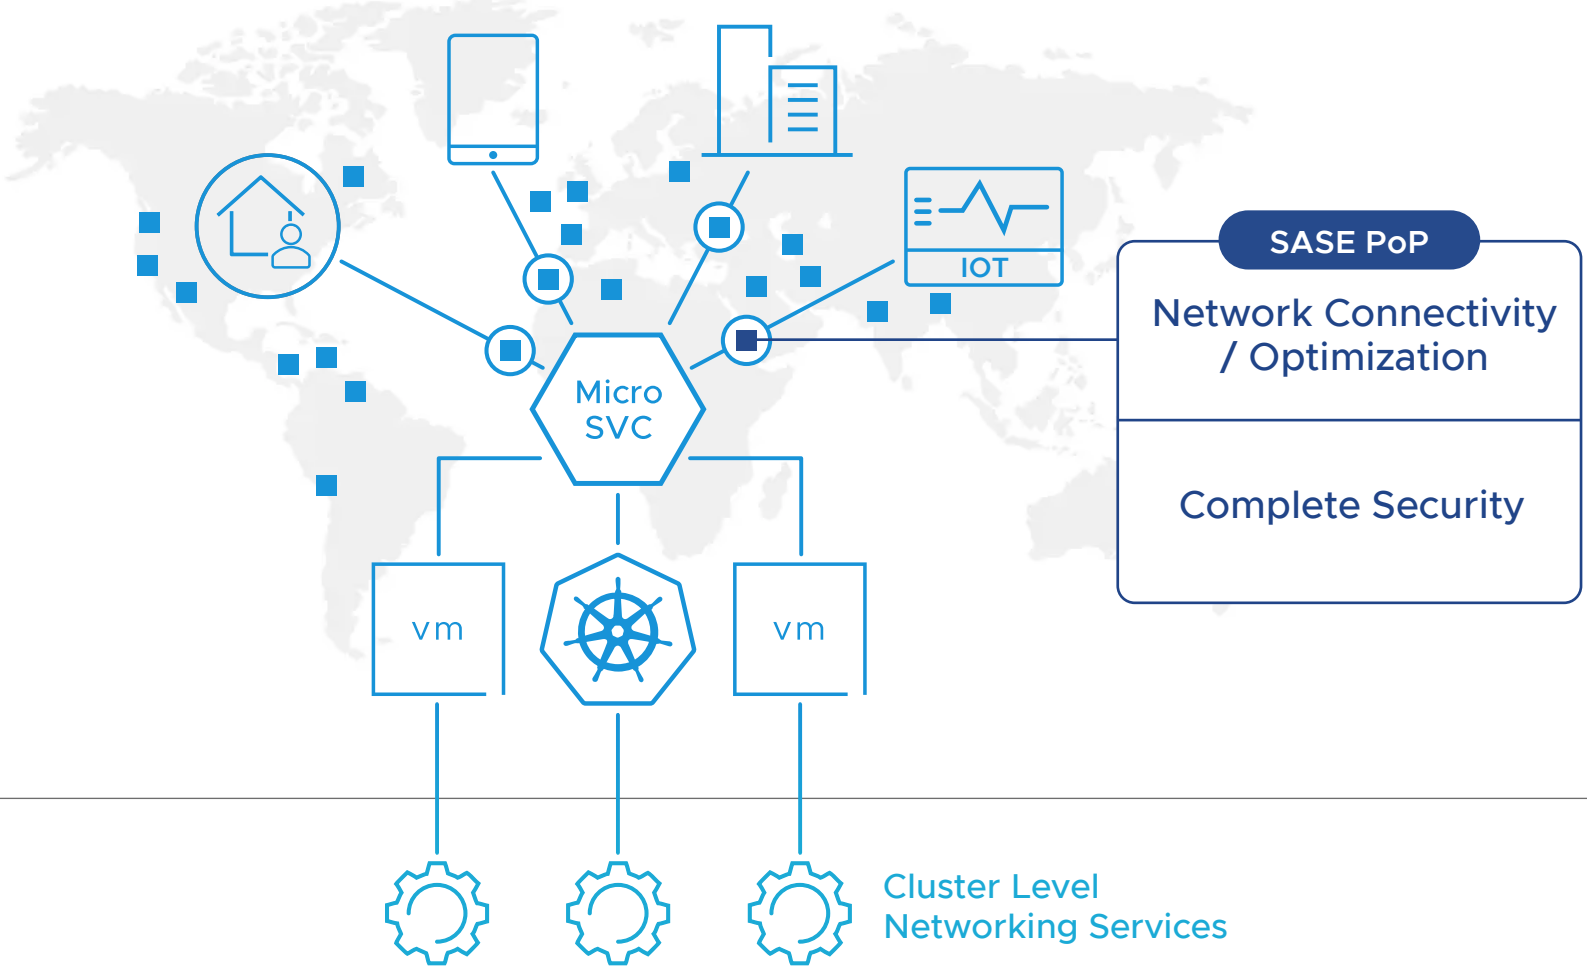 IOT
SASE PoP
Network Connectivity
/ Optimization
Complete Security
Micro
SVC
vm
vm
Cluster Level
Networking Services